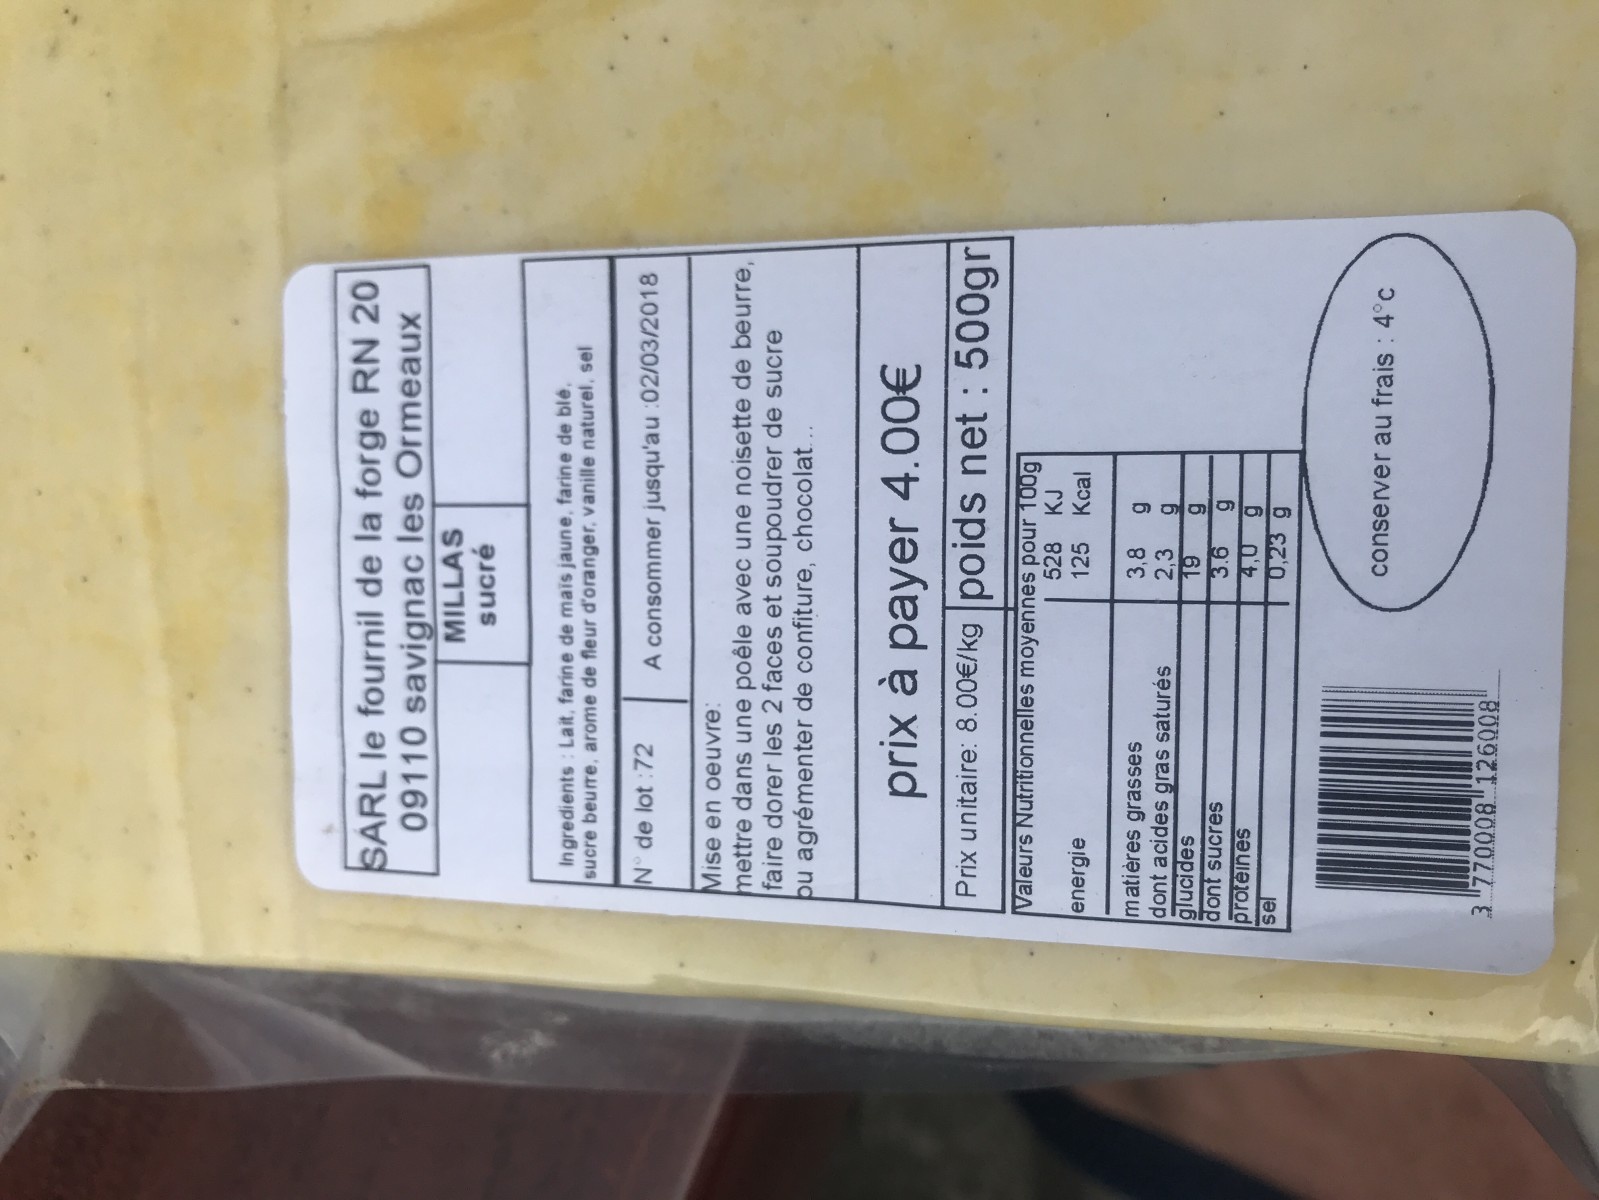 SARL le fournil de la forge RN 20
09110 savignac les Ormeaux
MILLAS
sucré
Ingredients : Lait, farine de maïs jaune, farine de blé,
sucre beurre, arome de fleur d'oranger, vanille naturel, sel
N° de lot :72 A consommer jusqu'au :02/03/2018
Mise en oeuvre:
mettre dans une poêle avec une noisette de beurre,
faire dorer les 2 faces et soupoudrer de sucre
ou agrémenter de confiture, chocolat...
prix à payer 4.00€
Prix unitaire: 8.00€/kg poids net : 500gr
Valeurs Nutritionnelles moyennes pour 100g
energie 528 KJ
125 Kcal
matières grasses 3,8 g
dont acides gras saturés 2,3 g
glucides 19 g
dont sucres 3.6 g
protéines 4,0 g
sel 0,23 g
conserver au frais : 4°c
3 770008 126008